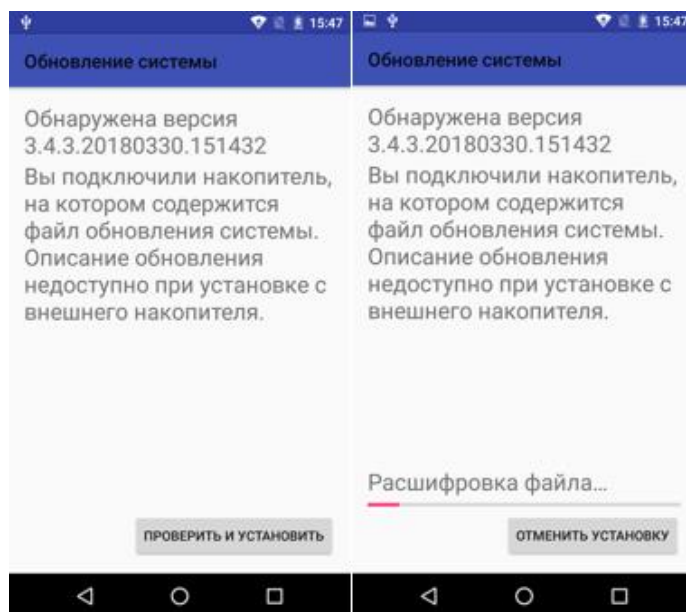 15:47
Обновление системы
Обнаружена версия
3.4.3.20180330.151432
Вы подключили накопитель,
на котором содержится
файл обновления системы.
Описание обновления
недоступно при установке с
внешнего накопителя.
ПРОВЕРИТЬ И УСТАНОВИТЬ
15:47
Обновление системы
Обнаружена версия
3.4.3.20180330.151432
Вы подключили накопитель,
на котором содержится
файл обновления системы.
Описание обновления
недоступно при установке с
внешнего накопителя.
Расшифровка файла...
ОТМЕНИТЬ УСТАНОВКУ